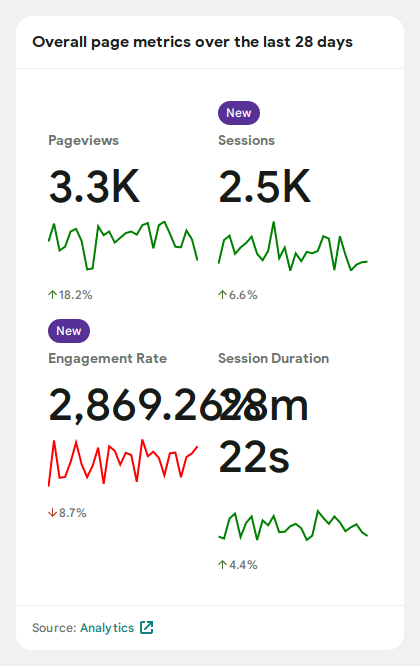 Overall page metrics over the last 28 days
New
Pageviews
Sessions
3.3K
2.5K
↑18.2%
↑6.6%
New
Engagement Rate
Session Duration
2,869.26%
28m
22s
↓8.7%
↑4.4%
Source: Analytics